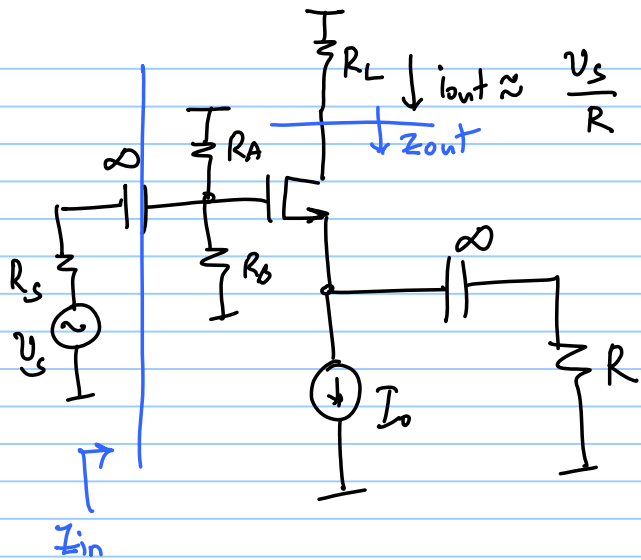 R_L
i_out ≈ v_s / R
z_out
R_A
∞
R_B
∞
R_s
v_s
I_o
R
z_in